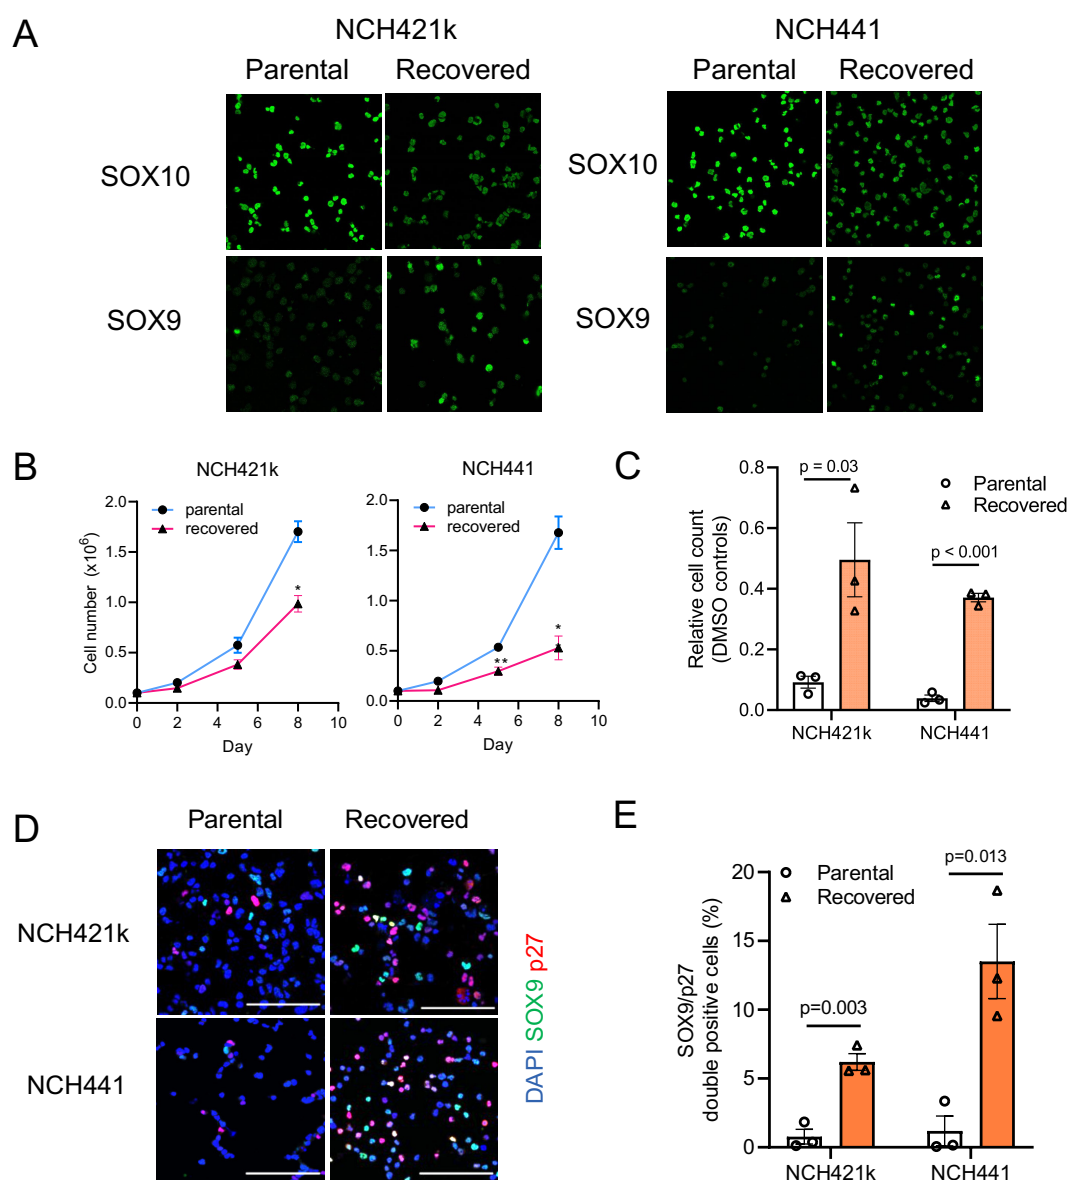 A
NCH421k
NCH441
Parental
Recovered
Parental
Recovered
SOX10
SOX10
SOX9
SOX9
B
NCH421k
parental
recovered
Cell number (x10⁶)
2.0
1.5
1.0
0.5
0.0
*
0
2
4
6
8
10
Day
NCH441
parental
recovered
2.0
1.5
1.0
0.5
0.0
**
*
0
2
4
6
8
10
Day
C
Relative cell count
(DMSO controls)
0.8
0.6
0.4
0.2
0.0
p = 0.03
p < 0.001
Parental
Recovered
NCH421k
NCH441
D
Parental
Recovered
NCH421k
NCH441
DAPI SOX9 p27
E
SOX9/p27
double positive cells (%)
20
15
10
5
0
Parental
Recovered
p=0.003
p=0.013
NCH421k
NCH441